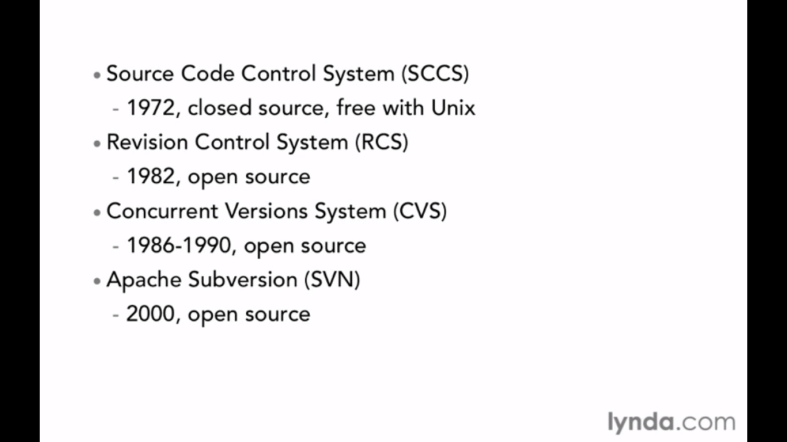 • Source Code Control System (SCCS)
- 1972, closed source, free with Unix
• Revision Control System (RCS)
- 1982, open source
• Concurrent Versions System (CVS)
- 1986-1990, open source
• Apache Subversion (SVN)
- 2000, open source
lynda.com